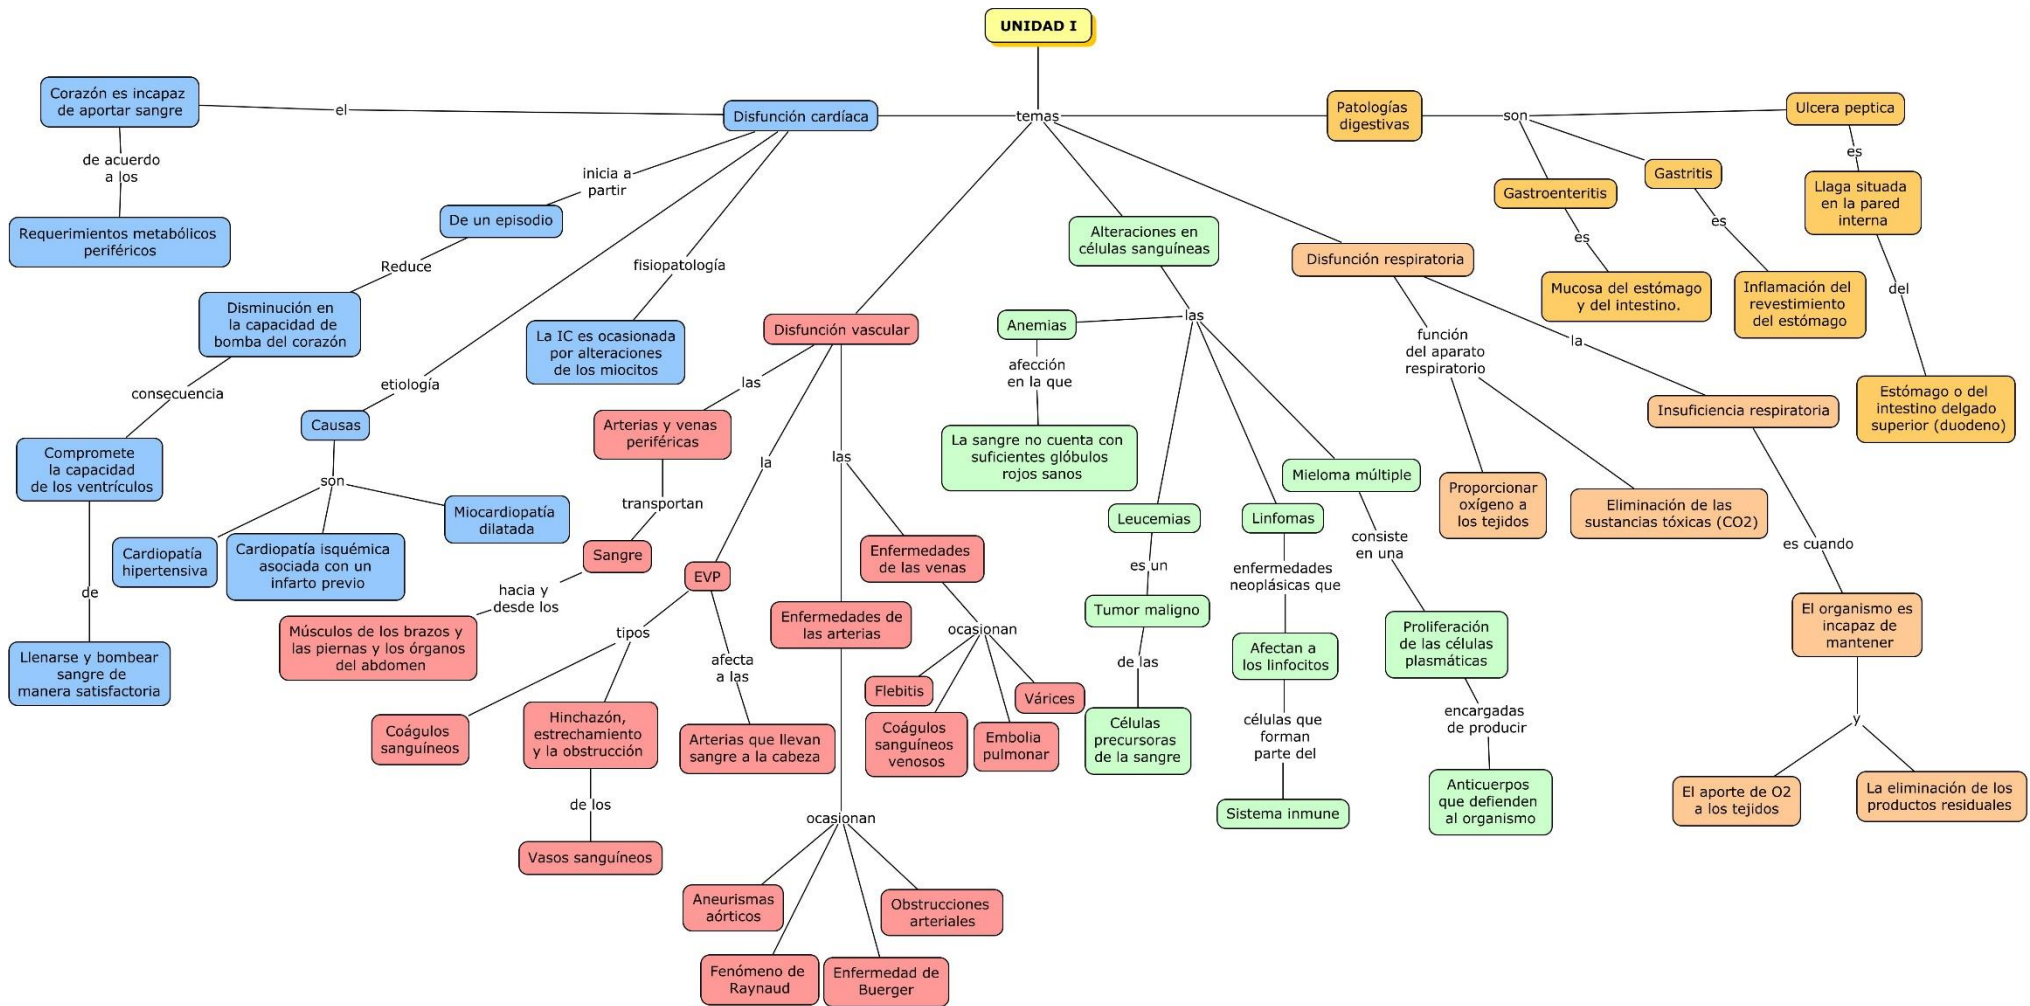 UNIDAD I
temas
Disfunción cardíaca
el
Corazón es incapaz
de aportar sangre
de acuerdo
a los
Requerimientos metabólicos
periféricos
inicia a
partir
De un episodio
Reduce
Disminución en
la capacidad de
bomba del corazón
consecuencia
Compromete
la capacidad
de los ventrículos
de
Llenarse y bombear
sangre de
manera satisfactoria
etiología
Causas
son
Cardiopatía
hipertensiva
Cardiopatía isquémica
asociada con un
infarto previo
Miocardiopatía
dilatada
fisiopatología
La IC es ocasionada
por alteraciones
de los miocitos
Disfunción vascular
las
Arterias y venas
periféricas
transportan
Sangre
hacia y
desde los
Músculos de los brazos y
las piernas y los órganos
del abdomen
la
EVP
tipos
Coágulos
sanguíneos
Hinchazón,
estrechamiento
y la obstrucción
de los
Vasos sanguíneos
afecta
a las
Arterias que llevan
sangre a la cabeza
las
Enfermedades
de las arterias
ocasionan
Aneurismas
aórticos
Fenómeno de
Raynaud
Enfermedad de
Buerger
Obstrucciones
arteriales
Enfermedades
de las venas
ocasionan
Flebitis
Coágulos
sanguíneos
venosos
Embolia
pulmonar
Várices
Alteraciones en
células sanguíneas
las
Anemias
afección
en la que
La sangre no cuenta con
suficientes glóbulos
rojos sanos
Leucemias
es un
Tumor maligno
de las
Células
precursoras
de la sangre
Linfomas
enfermedades
neoplásicas que
Afectan a
los linfocitos
células que
forman
parte del
Sistema inmune
Mieloma múltiple
consiste
en una
Proliferación
de las células
plasmáticas
encargadas
de producir
Anticuerpos
que defienden
al organismo
Disfunción respiratoria
función
del aparato
respiratorio
Proporcionar
oxígeno a
los tejidos
Eliminación de las
sustancias tóxicas (CO2)
la
Insuficiencia respiratoria
es cuando
El organismo es
incapaz de
mantener
y
El aporte de O2
a los tejidos
La eliminación de los
productos residuales
Patologías
digestivas
son
Gastroenteritis
es
Mucosa del estómago
y del intestino.
Gastritis
es
Inflamación del
revestimiento
del estómago
Ulcera peptica
es
Llaga situada
en la pared
interna
del
Estómago o del
intestino delgado
superior (duodeno)